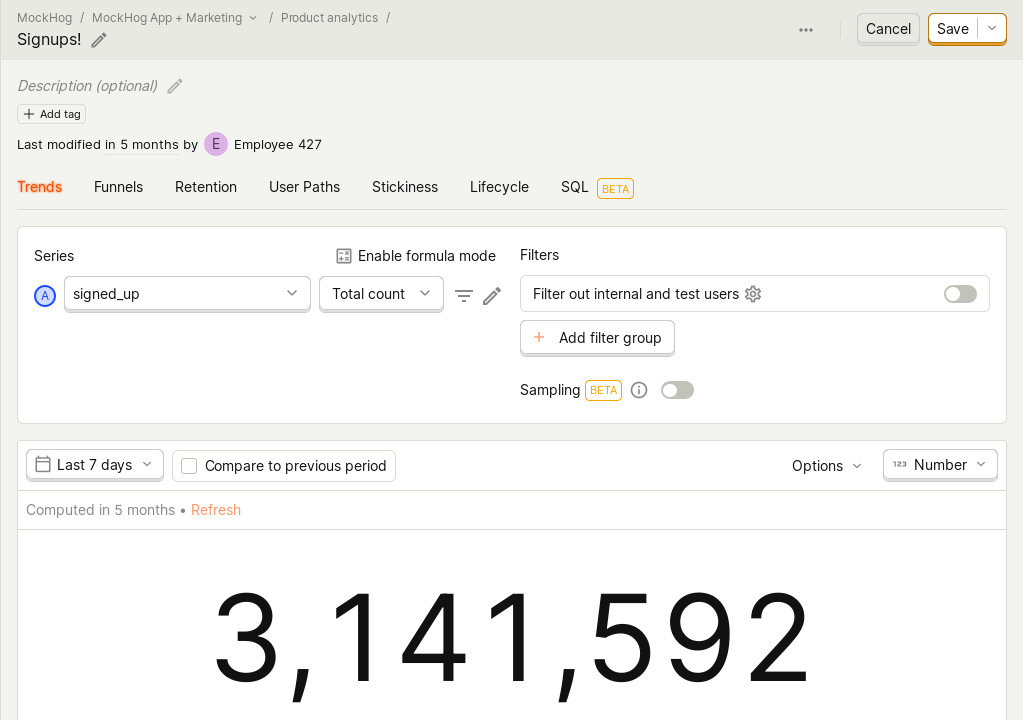 MockHog / MockHog App + Marketing / Product analytics /
Signups!
Cancel
Save
Description (optional)
Add tag
Last modified in 5 months by E Employee 427
Trends Funnels Retention User Paths Stickiness Lifecycle SQL BETA
Series
Enable formula mode
A signed_up Total count
Filters
Filter out internal and test users
+ Add filter group
Sampling BETA
Last 7 days
Compare to previous period
Options
123 Number
Computed in 5 months • Refresh
3,141,592